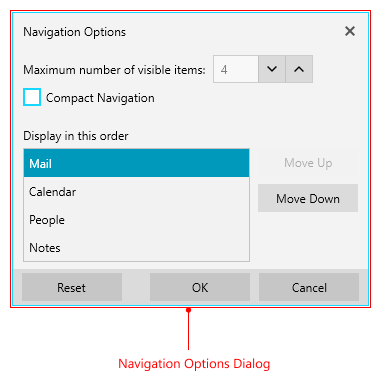 Navigation Options
Maximum number of visible items: 4
Compact Navigation
Display in this order
Mail
Move Up
Calendar
Move Down
People
Notes
Reset OK Cancel
Navigation Options Dialog